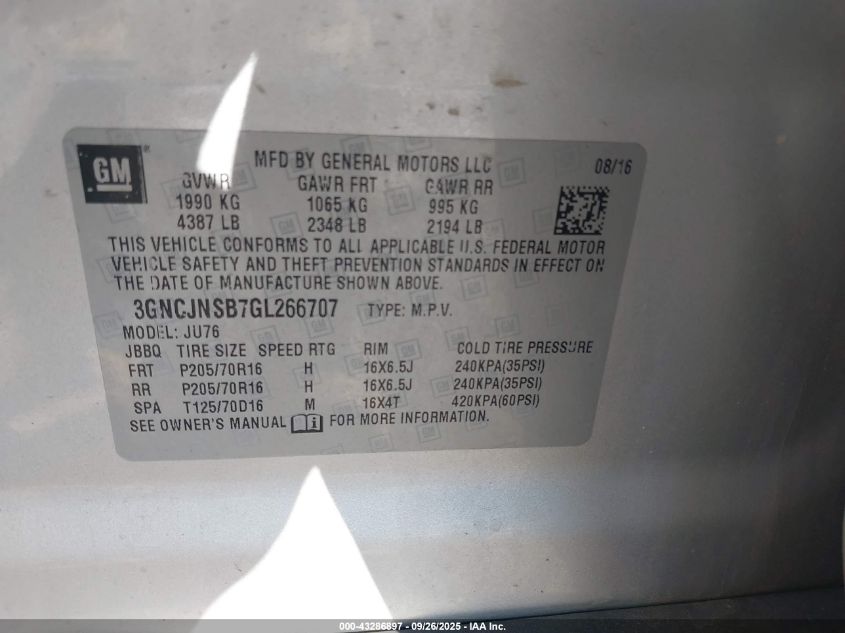 GM
MFD BY GENERAL MOTORS LLC 08/16
GVWR GAWR FRT GAWR RR
1990 KG 1065 KG 995 KG
4387 LB 2348 LB 2194 LB
THIS VEHICLE CONFORMS TO ALL APPLICABLE U.S. FEDERAL MOTOR
VEHICLE SAFETY AND THEFT PREVENTION STANDARDS IN EFFECT ON
THE DATE OF MANUFACTURE SHOWN ABOVE.
3GNCJNSB7GL266707 TYPE: M.P.V.
MODEL: JU76
JBBQ TIRE SIZE SPEED RTG RIM COLD TIRE PRESSURE
FRT P205/70R16 H 16X6.5J 240KPA(35PSI)
RR P205/70R16 H 16X6.5J 240KPA(35PSI)
SPA T125/70D16 M 16X4T 420KPA(60PSI)
SEE OWNER'S MANUAL FOR MORE INFORMATION.
000-43286897 - 09/26/2025 - IAA Inc.